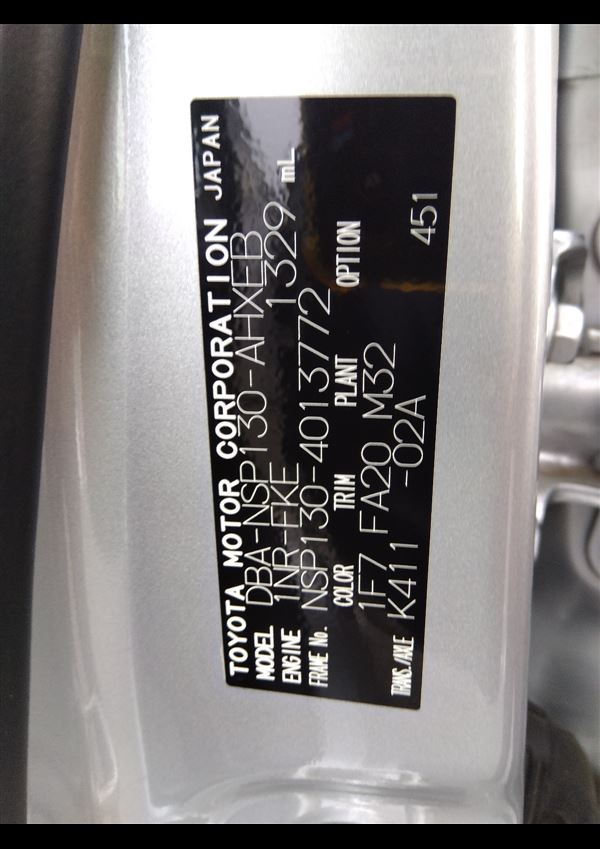 TOYOTA MOTOR CORPORATION JAPAN
MODEL DBA-NSP130-AHXEB
ENGINE 1NR-FKE 1329 mL
FRAME No. NSP130-4013772
COLOR TRIM PLANT OPTION
1F7 FA20 M32
TRANS./AXLE K411 -02A 451